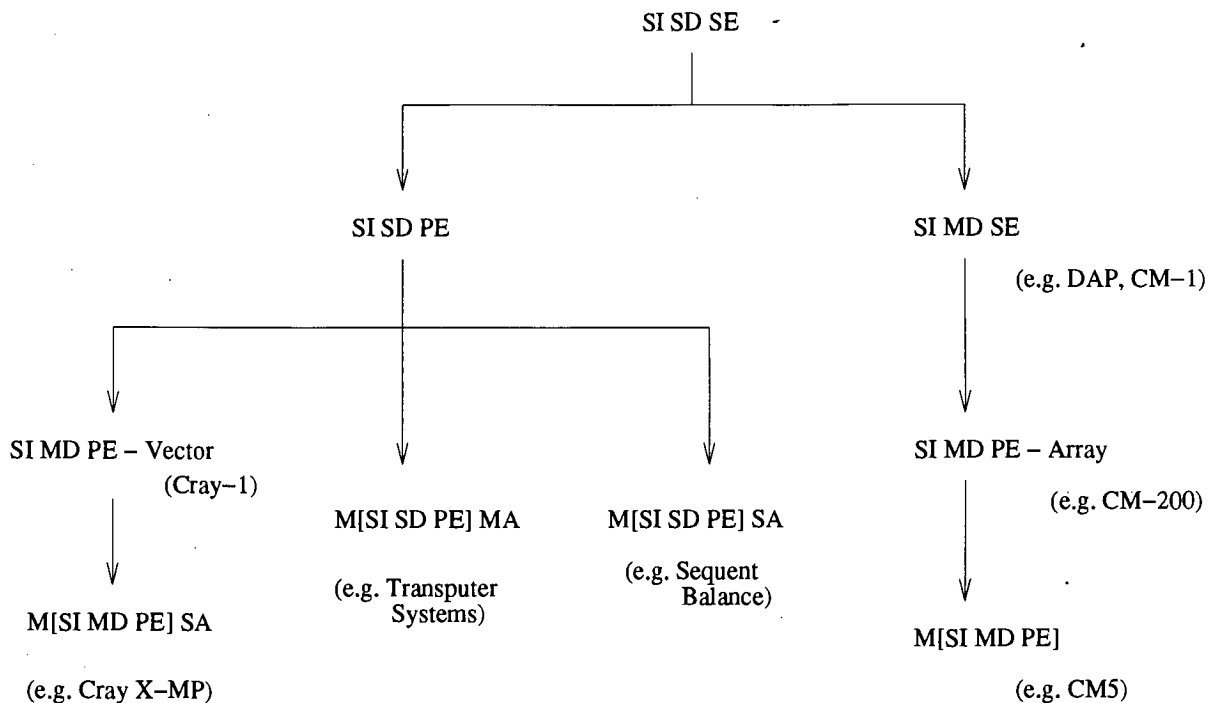 SI SD SE
SI SD PE
SI MD SE
(e.g. DAP, CM–1)
SI MD PE – Vector
(Cray–1)
SI MD PE – Array
(e.g. CM–200)
M[SI SD PE] MA
(e.g. Transputer
Systems)
M[SI SD PE] SA
(e.g. Sequent
Balance)
M[SI MD PE] SA
(e.g. Cray X–MP)
M[SI MD PE]
(e.g. CM5)